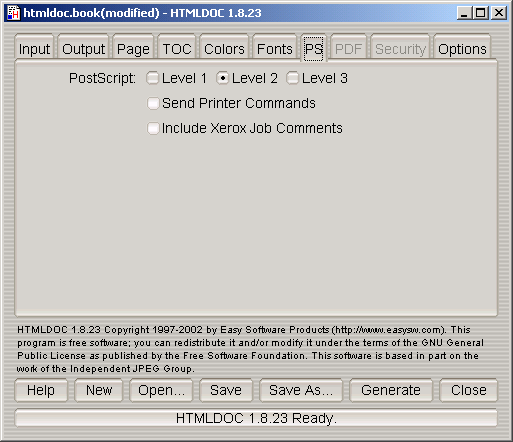 htmldoc.book(modified) - HTMLDOC 1.8.23
Input Output Page TOC Colors Fonts PS PDF Security Options
PostScript: Level 1 Level 2 Level 3
Send Printer Commands
Include Xerox Job Comments
HTMLDOC 1.8.23 Copyright 1997-2002 by Easy Software Products (http://www.easysw.com). This
program is free software; you can redistribute it and/or modify it under the terms of the GNU General
Public License as published by the Free Software Foundation. This software is based in part on the
work of the Independent JPEG Group.
Help New Open... Save Save As... Generate Close
HTMLDOC 1.8.23 Ready.